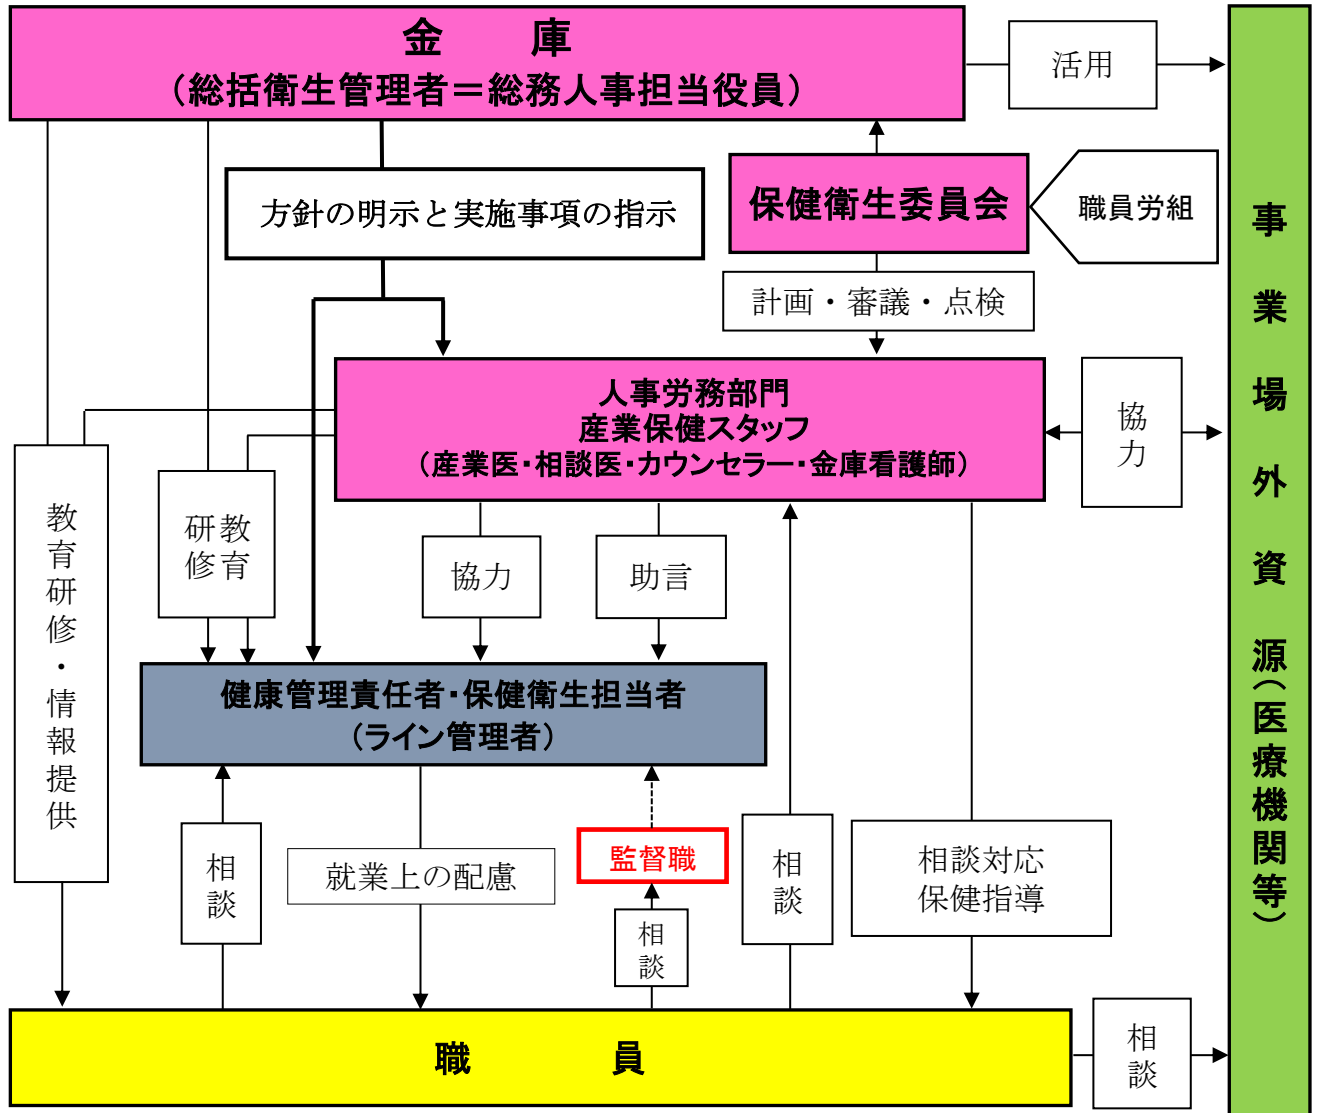 金 庫
（総括衛生管理者＝総務人事担当役員）
活用
方針の明示と実施事項の指示
保健衛生委員会
職員労組
計画・審議・点検
人事労務部門
産業保健スタッフ
（産業医・相談医・カウンセラー・金庫看護師）
協力
教育研修・情報提供
教育
研修
協力
助言
健康管理責任者・保健衛生担当者
（ライン管理者）
相談
就業上の配慮
監督職
相談
相談
相談対応
保健指導
職 員
相談
事業場外資源（医療機関等）